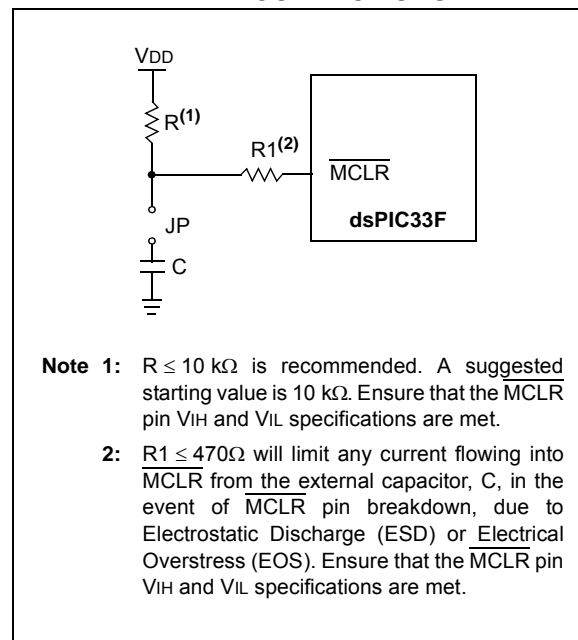 VDD
R(1)
R1(2)
MCLR
JP
dsPIC33F
C
Note 1: R ≤ 10 kΩ is recommended. A suggested
starting value is 10 kΩ. Ensure that the MCLR
pin VIH and VIL specifications are met.
2: R1 ≤ 470Ω will limit any current flowing into
MCLR from the external capacitor, C, in the
event of MCLR pin breakdown, due to
Electrostatic Discharge (ESD) or Electrical
Overstress (EOS). Ensure that the MCLR pin
VIH and VIL specifications are met.